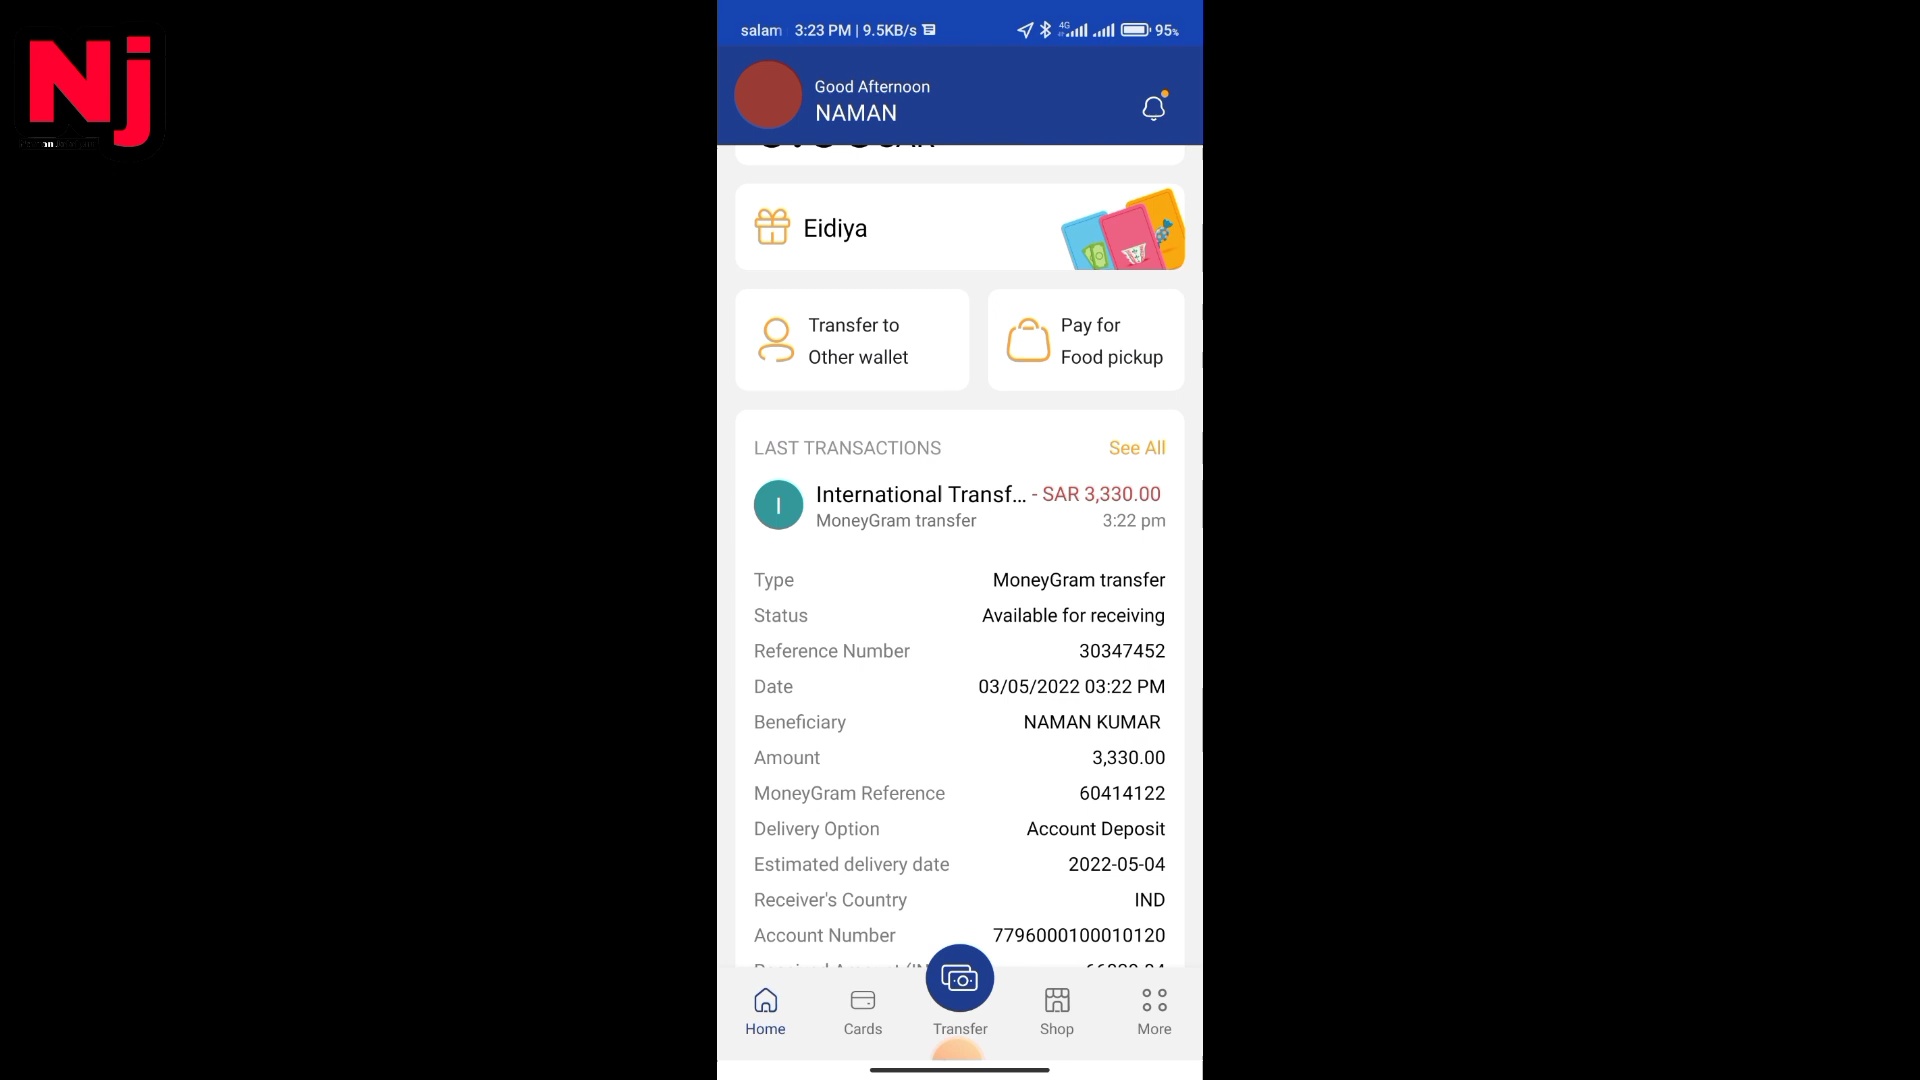 Nj
salam 3:23 PM | 9.5KB/s 4G 95%
Good Afternoon
NAMAN
Eidiya
Transfer to
Other wallet
Pay for
Food pickup
LAST TRANSACTIONS See All
I International Transf... - SAR 3,330.00
MoneyGram transfer 3:22 pm
Type MoneyGram transfer
Status Available for receiving
Reference Number 30347452
Date 03/05/2022 03:22 PM
Beneficiary NAMAN KUMAR
Amount 3,330.00
MoneyGram Reference 60414122
Delivery Option Account Deposit
Estimated delivery date 2022-05-04
Receiver's Country IND
Account Number 7796000100010120
Home Cards Transfer Shop More